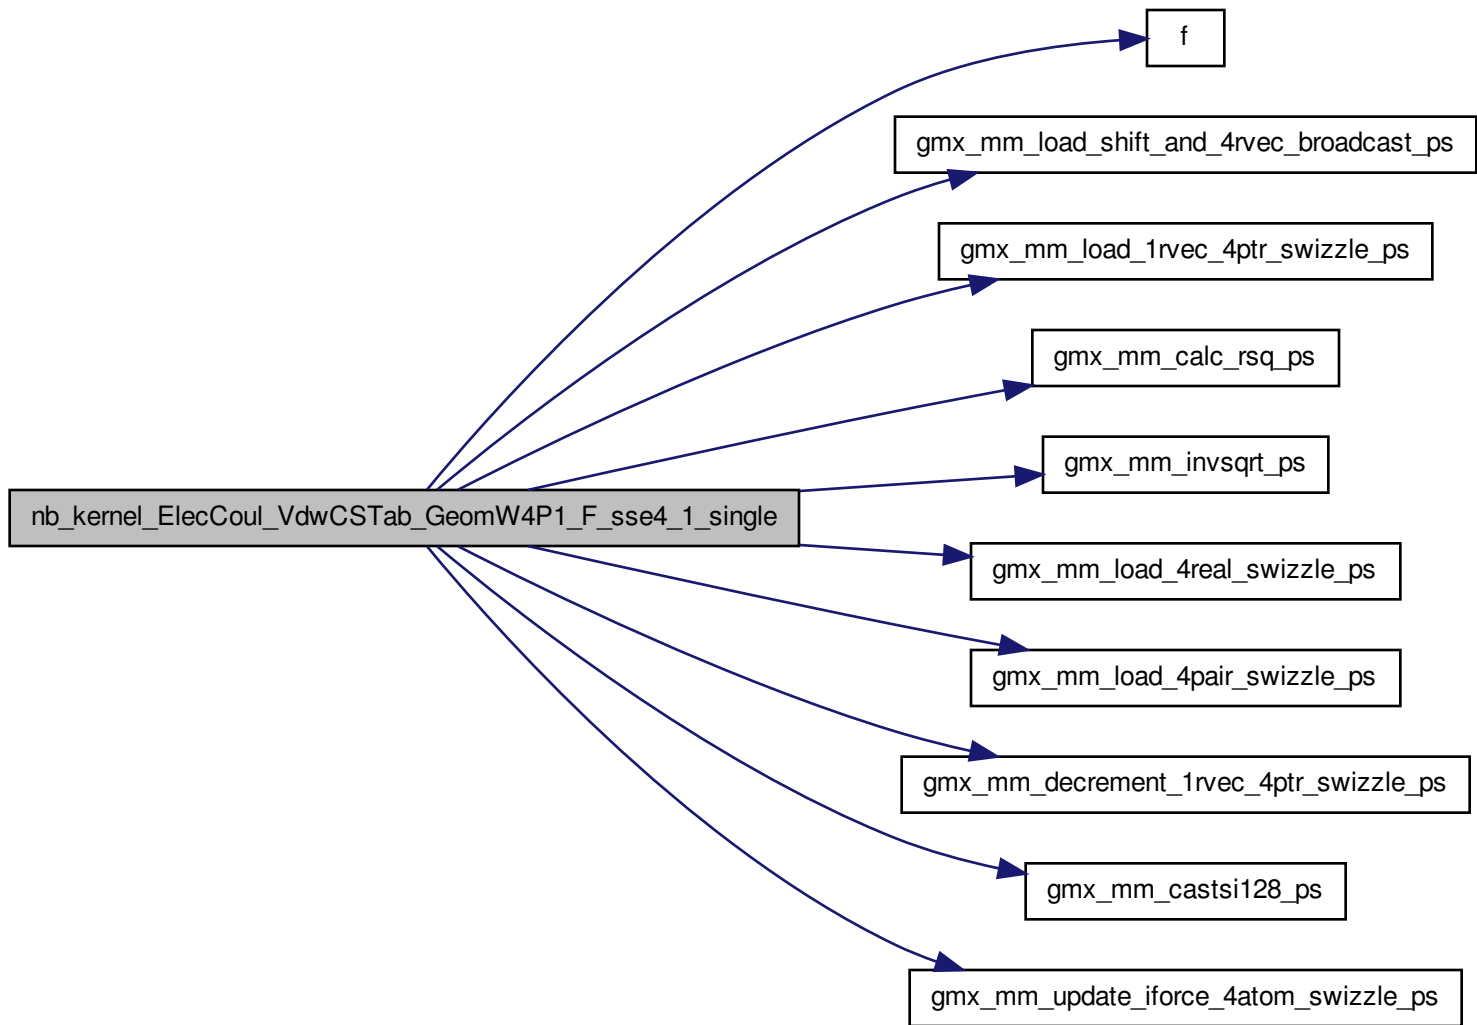 f
gmx_mm_load_shift_and_4rvec_broadcast_ps
gmx_mm_load_1rvec_4ptr_swizzle_ps
gmx_mm_calc_rsq_ps
gmx_mm_invsqrt_ps
nb_kernel_ElecCoul_VdwCSTab_GeomW4P1_F_sse4_1_single
gmx_mm_load_4real_swizzle_ps
gmx_mm_load_4pair_swizzle_ps
gmx_mm_decrement_1rvec_4ptr_swizzle_ps
gmx_mm_castsi128_ps
gmx_mm_update_iforce_4atom_swizzle_ps